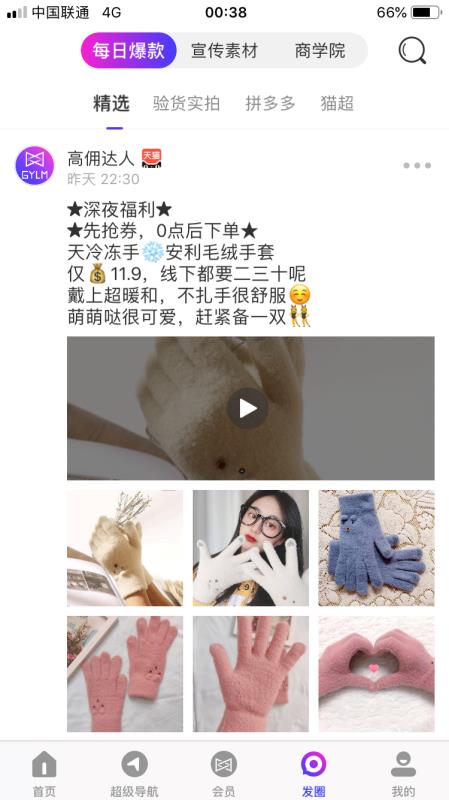 中国联通 4G 00:38 66%
每日爆款 宣传素材 商学院
精选 验货实拍 拼多多 猫超
GYLM 高佣达人 天猫
昨天 22:30
★深夜福利★
★先抢券，0点后下单★
天冷冻手❄️安利毛绒手套
仅💰11.9，线下都要二三十呢
戴上超暖和，不扎手很舒服☺️
萌萌哒很可爱，赶紧备一双👯
首页 超级导航 会员 发圈 我的